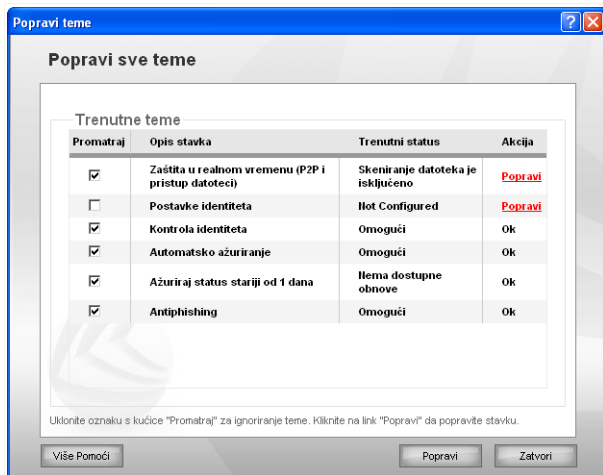 Popravi teme
Popravi sve teme
Trenutne teme
Promatraj Opis stavka Trenutni status Akcija
Zaštita u realnom vremenu (P2P i pristup datoteci) Skeniranje datoteka je isključeno Popravi
Postavke identiteta Not Configured Popravi
Kontrola identiteta Omogući Ok
Automatsko ažuriranje Omogući Ok
Ažuriraj status stariji od 1 dana Nema dostupne obnove Ok
Antiphishing Omogući Ok
Uklonite oznaku s kućice "Promatraj" za ignoriranje teme. Kliknite na link "Popravi" da popravite stavku.
Više Pomoći Popravi Zatvori